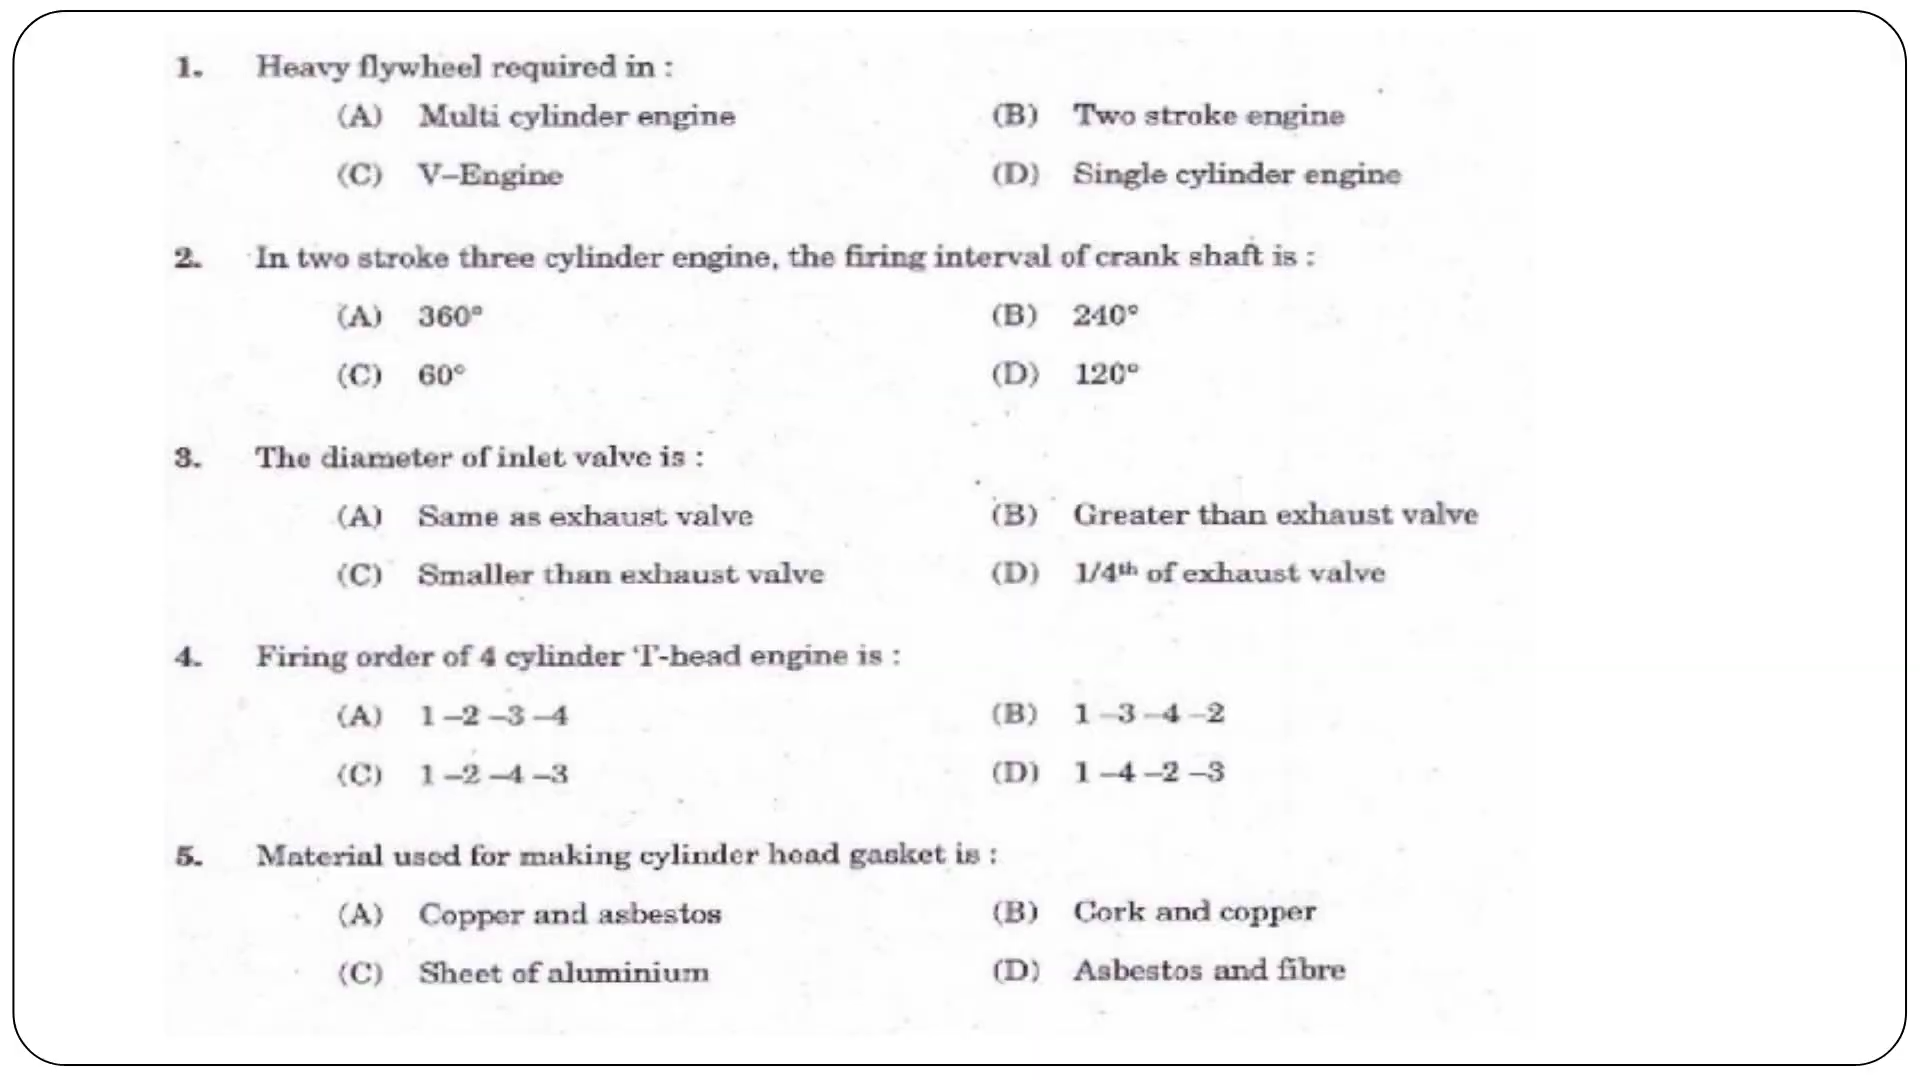 1. Heavy flywheel required in :
(A) Multi cylinder engine (B) Two stroke engine
(C) V–Engine (D) Single cylinder engine
2. In two stroke three cylinder engine, the firing interval of crank shaft is :
(A) 360° (B) 240°
(C) 60° (D) 120°
3. The diameter of inlet valve is :
(A) Same as exhaust valve (B) Greater than exhaust valve
(C) Smaller than exhaust valve (D) 1/4th of exhaust valve
4. Firing order of 4 cylinder 'I'-head engine is :
(A) 1 –2 –3 –4 (B) 1 –3 –4 –2
(C) 1 –2 –4 –3 (D) 1 –4 –2 –3
5. Material used for making cylinder head gasket is :
(A) Copper and asbestos (B) Cork and copper
(C) Sheet of aluminium (D) Asbestos and fibre